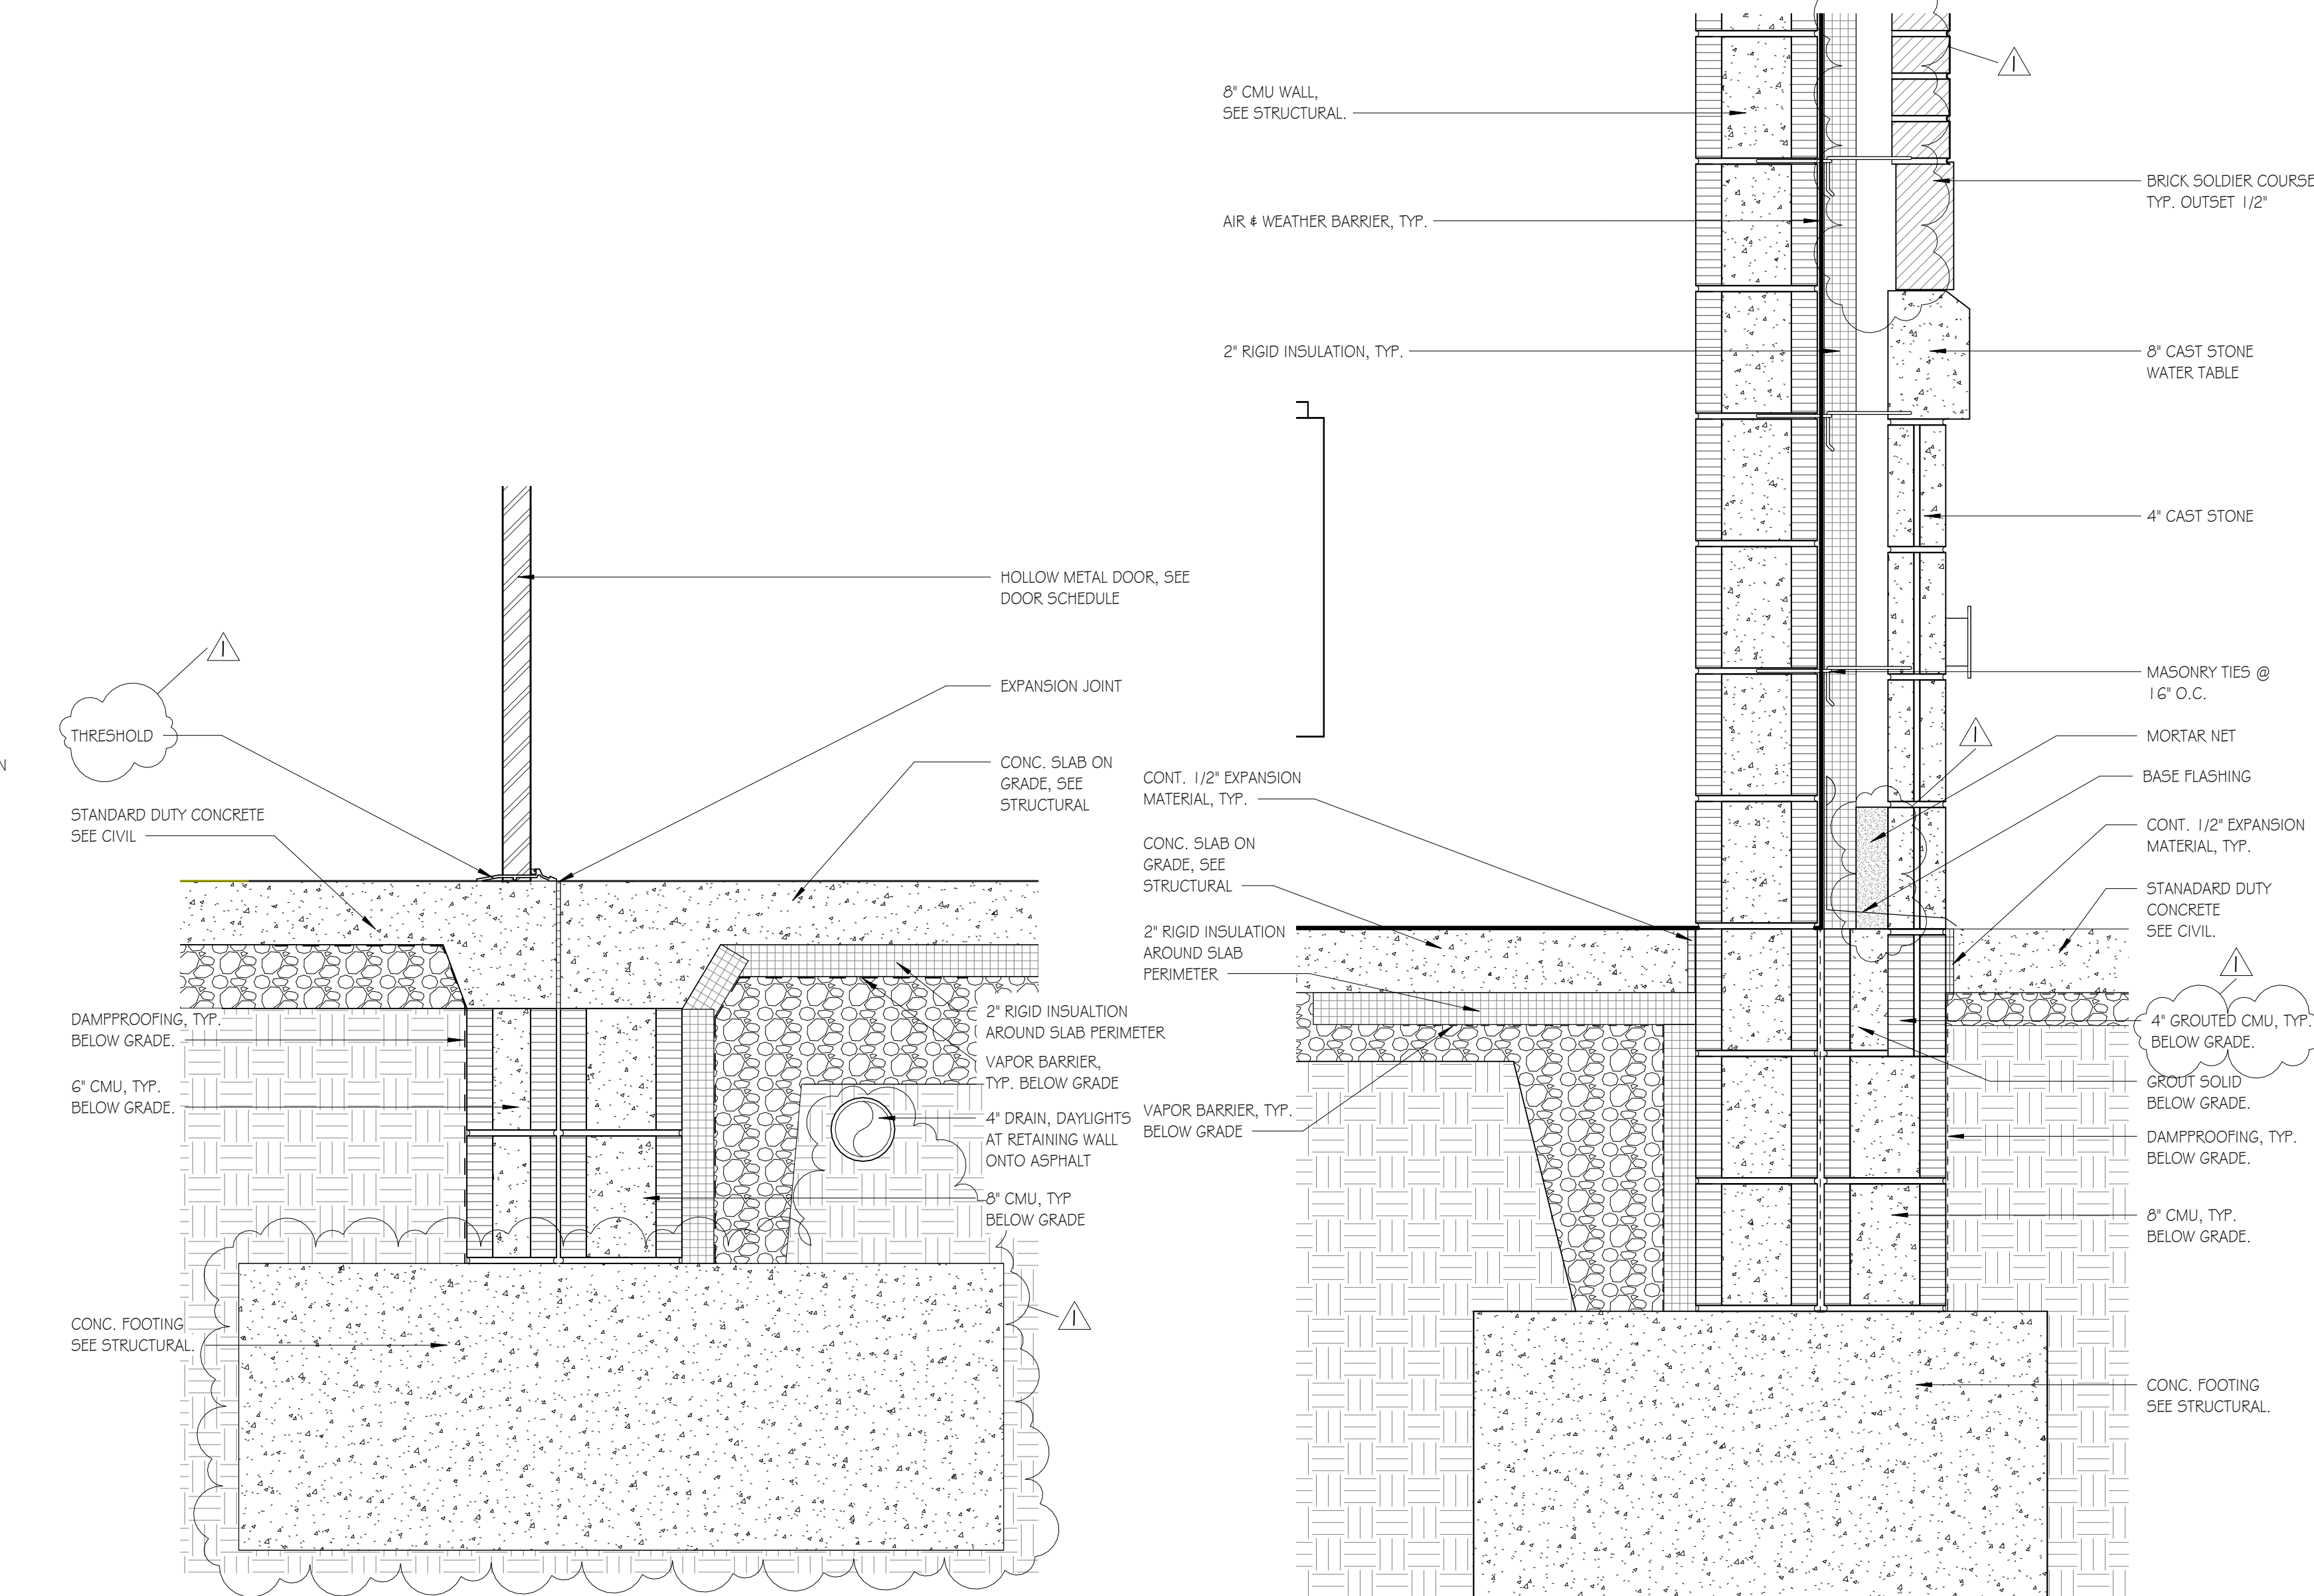 N
1
THRESHOLD
STANDARD DUTY CONCRETE
SEE CIVIL
DAMPPROOFING, TYP.
BELOW GRADE.
6" CMU, TYP.
BELOW GRADE.
CONC. FOOTING
SEE STRUCTURAL.
HOLLOW METAL DOOR, SEE
DOOR SCHEDULE
EXPANSION JOINT
CONC. SLAB ON
GRADE, SEE
STRUCTURAL
2" RIGID INSUALTION
AROUND SLAB PERIMETER
VAPOR BARRIER,
TYP. BELOW GRADE
4" DRAIN, DAYLIGHTS
AT RETAINING WALL
ONTO ASPHALT
8" CMU, TYP
BELOW GRADE
1
8" CMU WALL,
SEE STRUCTURAL.
AIR & WEATHER BARRIER, TYP.
2" RIGID INSULATION, TYP.
CONT. 1/2" EXPANSION
MATERIAL, TYP.
CONC. SLAB ON
GRADE, SEE
STRUCTURAL
2" RIGID INSULATION
AROUND SLAB
PERIMETER
VAPOR BARRIER, TYP.
BELOW GRADE
1
BRICK SOLDIER COURSE
TYP. OUTSET 1/2"
8" CAST STONE
WATER TABLE
4" CAST STONE
MASONRY TIES @
16" O.C.
1
MORTAR NET
BASE FLASHING
CONT. 1/2" EXPANSION
MATERIAL, TYP.
STANADARD DUTY
CONCRETE
SEE CIVIL.
1
4" GROUTED CMU, TYP.
BELOW GRADE.
GROUT SOLID
BELOW GRADE.
DAMPPROOFING, TYP.
BELOW GRADE.
8" CMU, TYP.
BELOW GRADE.
CONC. FOOTING
SEE STRUCTURAL.